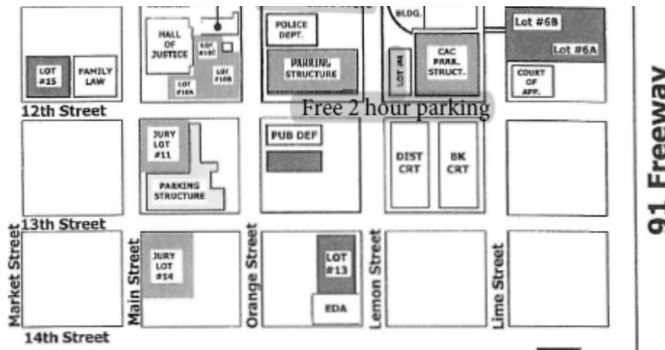 BLDG.
Lot #6B
POLICE
DEPT.
HALL
OF
JUSTICE
LOT
Lot #6A
LOT
#15
FAMILY
LAW
LOT
LOT
PARKING
STRUCTURE
LOT #4
CAC
PARK.
STRUCT.
COURT
OF
APP.
12th Street
Free 2 hour parking
91 Freeway
JURY
LOT
#11
PUB DEF
DIST
CRT
BK
CRT
PARKING
STRUCTURE
13th Street
Market Street
Main Street
Orange Street
Lemon Street
Lime Street
JURY
LOT
#14
LOT
#13
EDA
14th Street